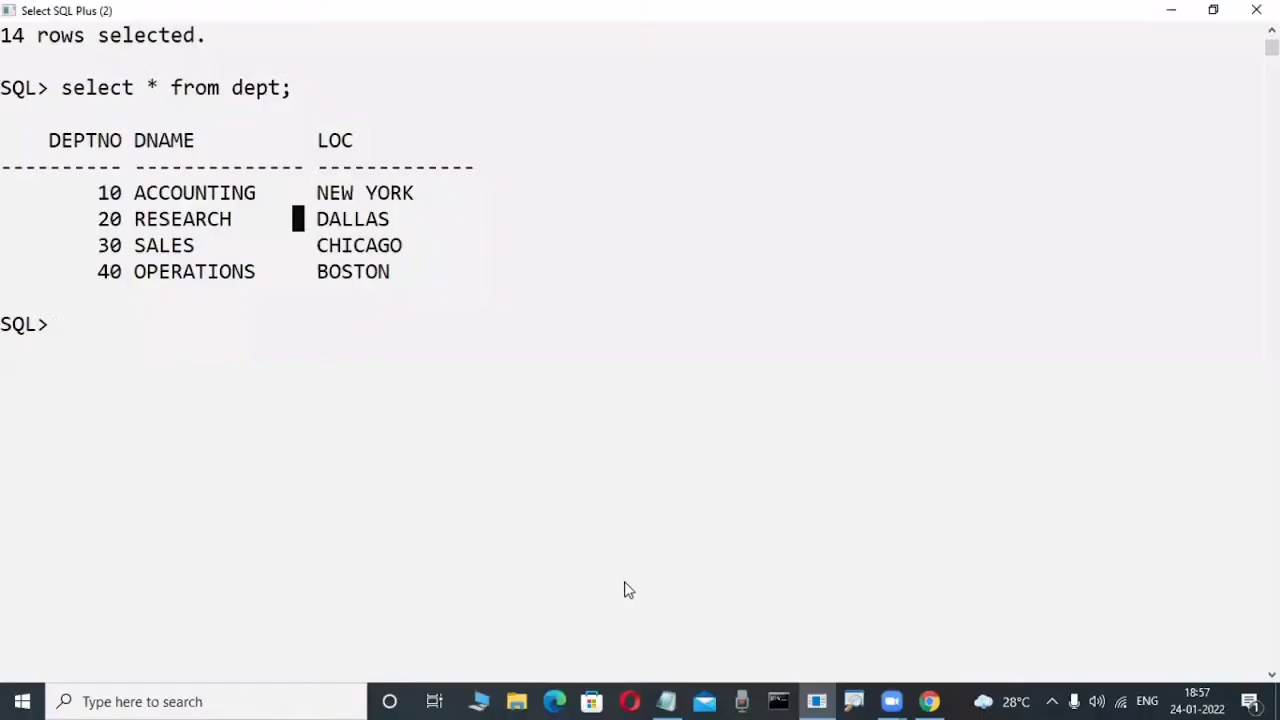 Select SQL Plus (2)
14 rows selected.
SQL> select * from dept;
DEPTNO DNAME LOC
---------- -------------- -------------
10 ACCOUNTING NEW YORK
20 RESEARCH DALLAS
30 SALES CHICAGO
40 OPERATIONS BOSTON
SQL>
Type here to search
28°C
ENG
18:57
24-01-2022
1